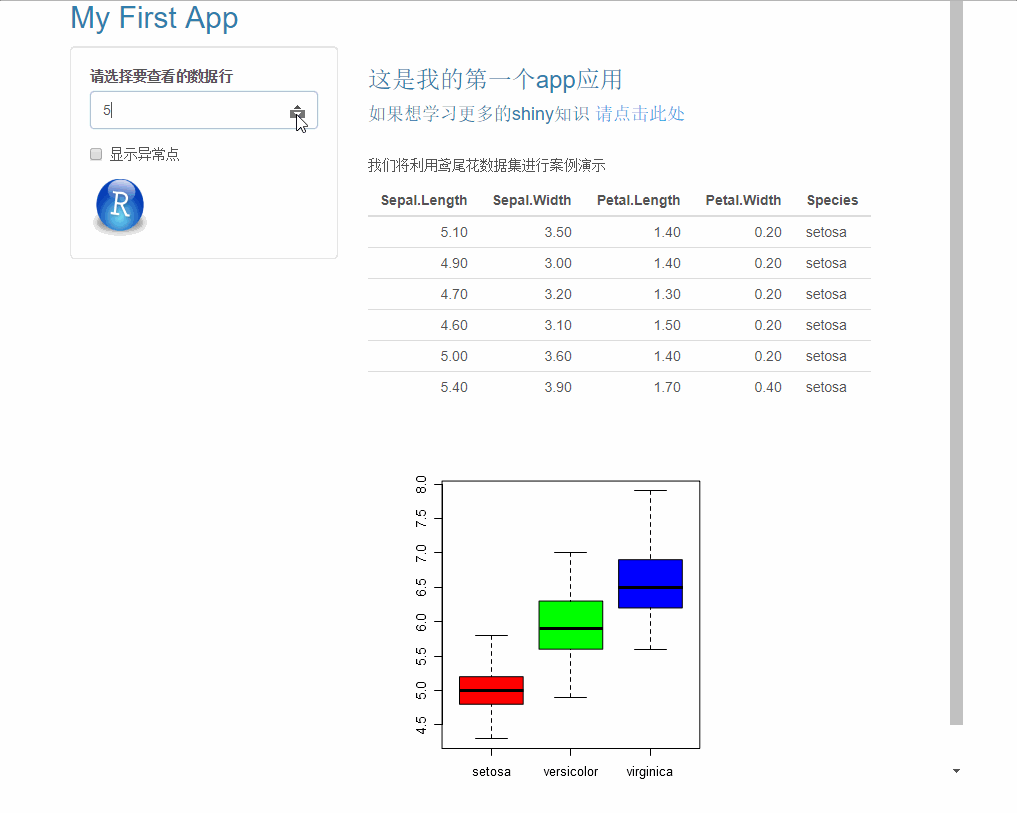 My First App
请选择要查看的数据行
5
显示异常点
R
这是我的第一个app应用
如果想学习更多的shiny知识 请点击此处
我们将利用鸢尾花数据集进行案例演示
Sepal.Length Sepal.Width Petal.Length Petal.Width Species
5.10 3.50 1.40 0.20 setosa
4.90 3.00 1.40 0.20 setosa
4.70 3.20 1.30 0.20 setosa
4.60 3.10 1.50 0.20 setosa
5.00 3.60 1.40 0.20 setosa
5.40 3.90 1.70 0.40 setosa
8.0
7.5
7.0
6.5
6.0
5.5
5.0
4.5
setosa versicolor virginica